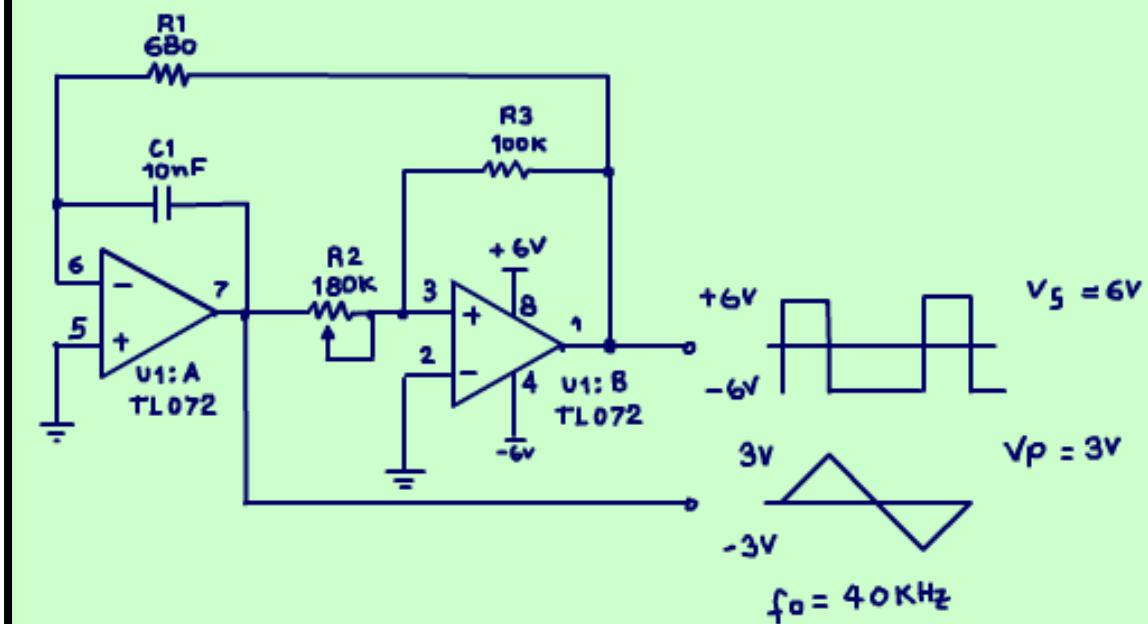 R1
680
R3
100K
C1
10nF
R2
180K
+6V
6
-
7
3
+
8
1
5
+
2
-
4
U1:A
TL072
U1:B
TL072
-6V
+6V
-6V
Vs = 6V
3V
-3V
Vp = 3V
fo = 40KHz